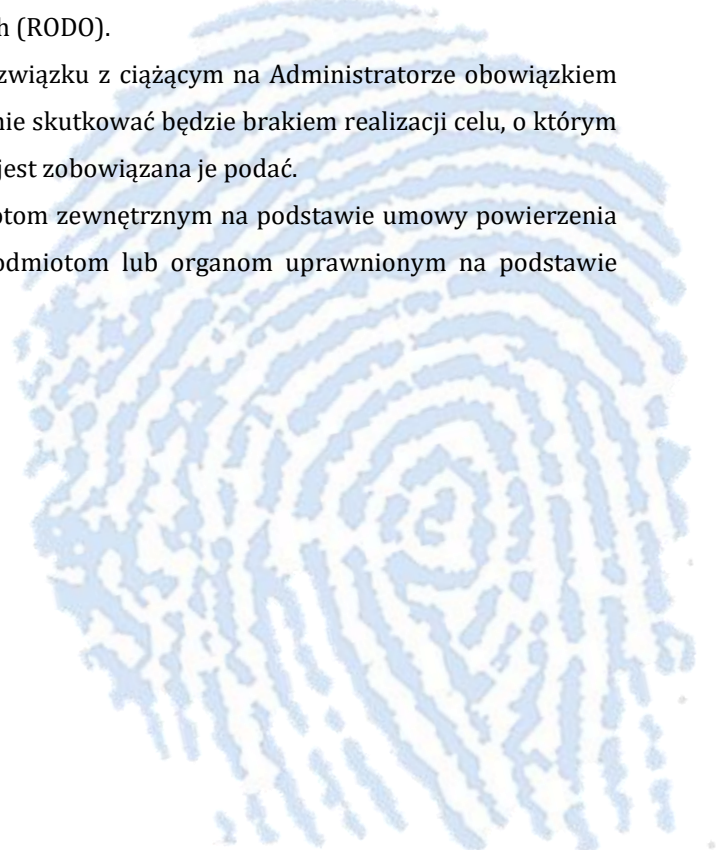 h (RODO).
związku z ciążącym na Administratorze obowiązkiem
nie skutkować będzie brakiem realizacji celu, o którym
jest zobowiązana je podać.
otom zewnętrznym na podstawie umowy powierzenia
odmiotom lub organom uprawnionym na podstawie